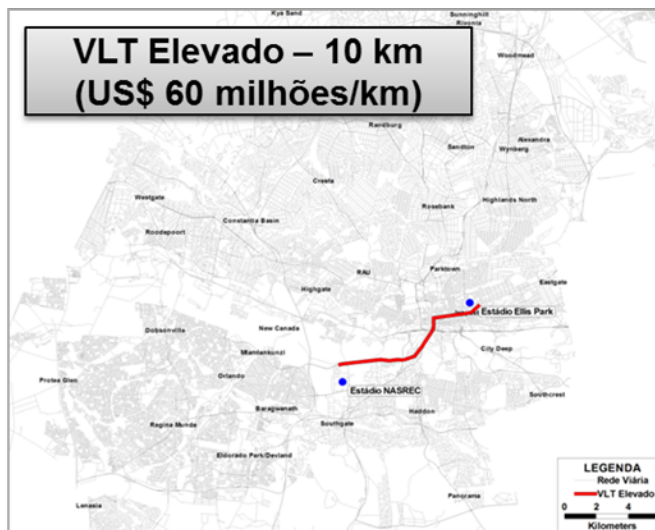 Kya Sand
Sunninghill
Rivonia
VLT Elevado – 10 km
(US$ 60 milhões/km)
Woodmead
Randburg
Alexandra
Sandton
Wynberg
Cresta
Westgate
Rosebank
Highlands North
Constantia Basin
Roodepoort
RAU
Parktown
Highgate
Eastgate
Estádio Ellis Park
Dobsonville
New Canada
Mlamlankunzi
City Deep
Protea Glen
Orlando
Estádio NASREC
Southcrest
Baragwanath
Haddon
Regina Mundi
Southgate
Eldorado Park/Devland
LEGENDA
Rede Viária
VLT Elevado
Lenasia
Panorama
0 2 4
Kilometers